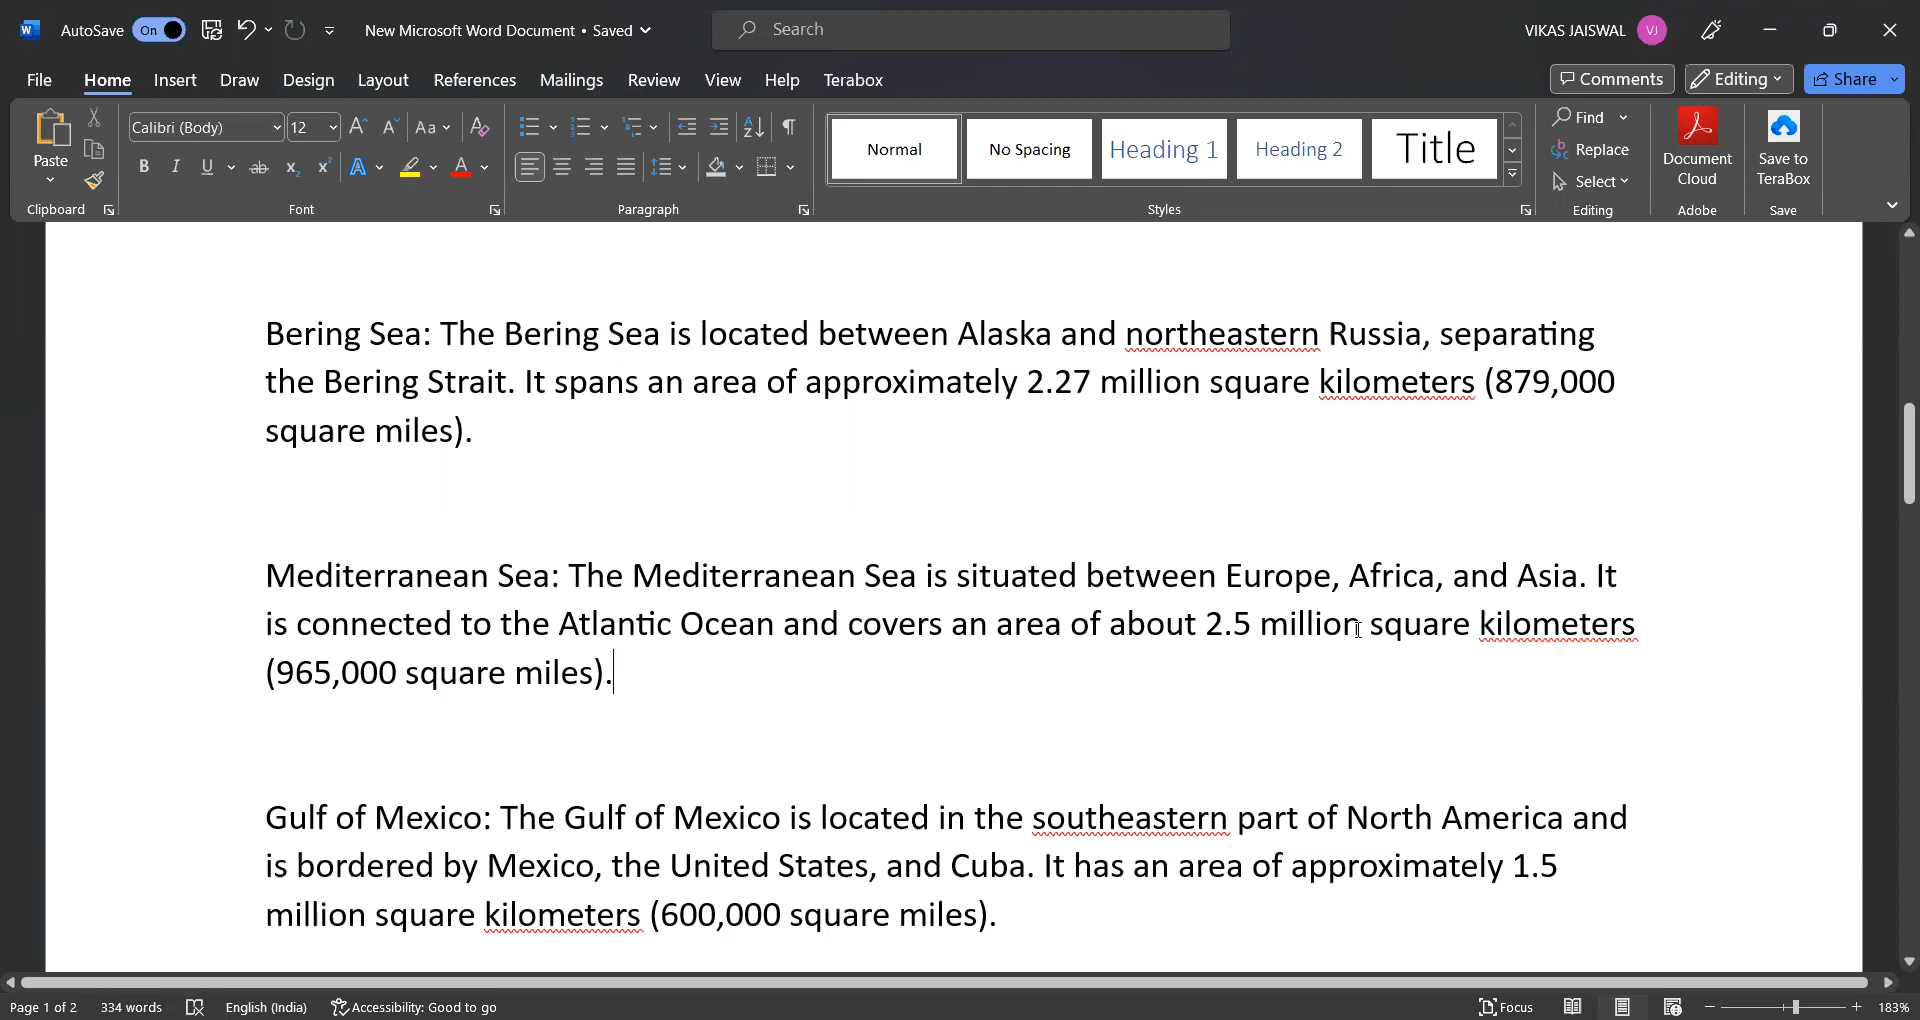 AutoSave On New Microsoft Word Document • Saved Search VIKAS JAISWAL VJ
File Home Insert Draw Design Layout References Mailings Review View Help Terabox Comments Editing Share
Paste
Clipboard
Calibri (Body) 12
Font
Paragraph
Normal No Spacing Heading 1 Heading 2 Title
Styles
Find
Replace
Select
Editing
Document Cloud
Adobe
Save to TeraBox
Save
Bering Sea: The Bering Sea is located between Alaska and northeastern Russia, separating
the Bering Strait. It spans an area of approximately 2.27 million square kilometers (879,000
square miles).
Mediterranean Sea: The Mediterranean Sea is situated between Europe, Africa, and Asia. It
is connected to the Atlantic Ocean and covers an area of about 2.5 million square kilometers
(965,000 square miles).
Gulf of Mexico: The Gulf of Mexico is located in the southeastern part of North America and
is bordered by Mexico, the United States, and Cuba. It has an area of approximately 1.5
million square kilometers (600,000 square miles).
Page 1 of 2 334 words English (India) Accessibility: Good to go Focus 183%